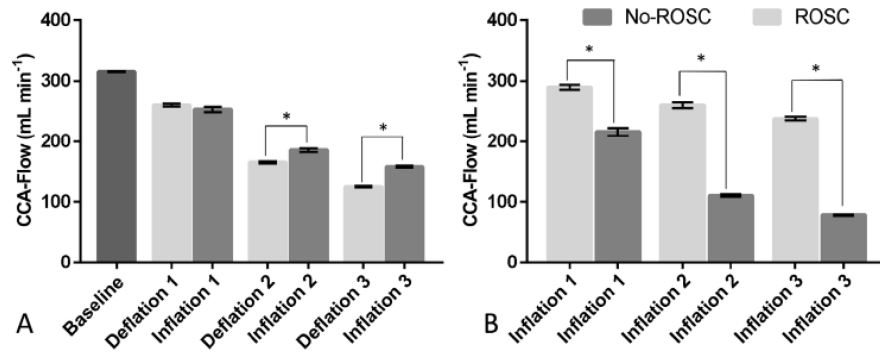 No-ROSC ROSC
400
300
200
100
0
CCA-Flow (mL min⁻¹)
* *
Baseline
Deflation 1
Inflation 1
Deflation 2
Inflation 2
Deflation 3
Inflation 3
A
400
300
200
100
0
CCA-Flow (mL min⁻¹)
* * *
Inflation 1
Inflation 1
Inflation 2
Inflation 2
Inflation 3
Inflation 3
B